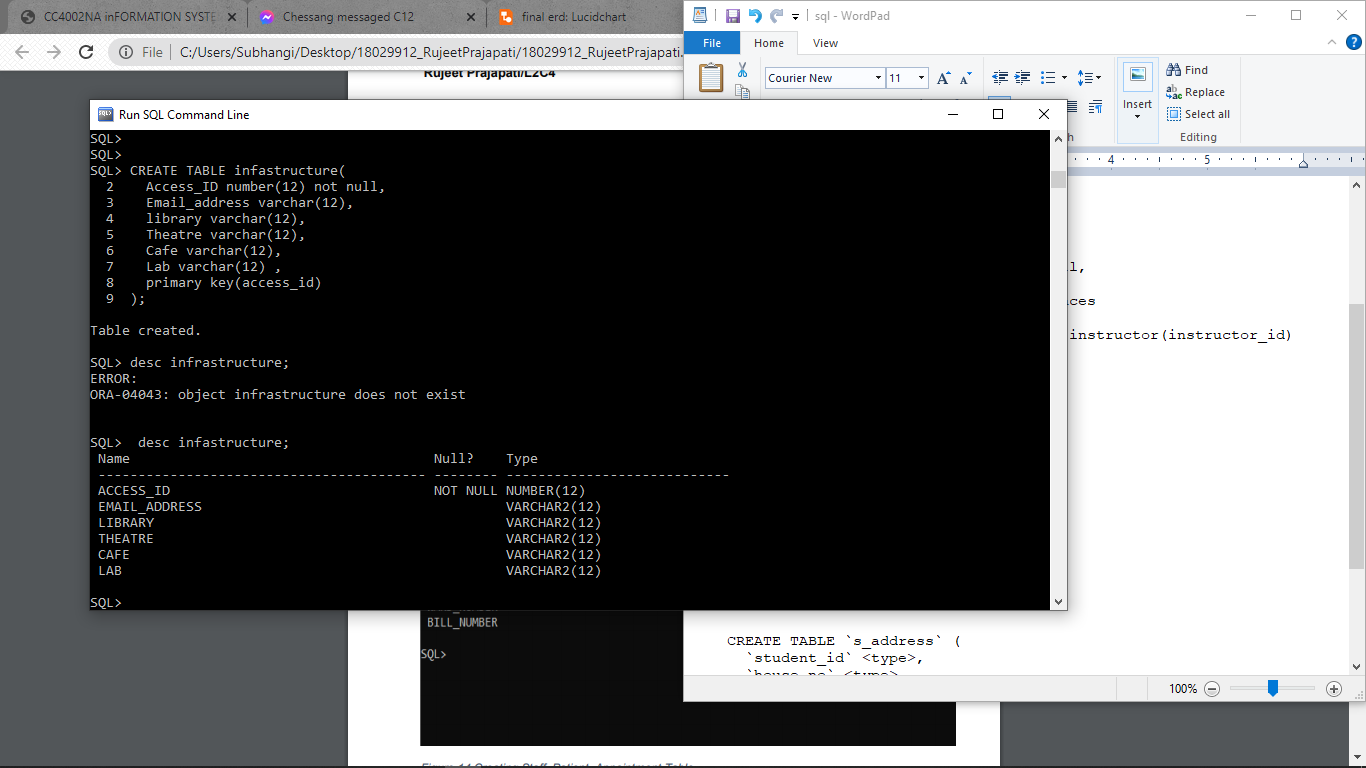 CC4002NA inFORMATION SYSTE
Chessang messaged C12
final erd: Lucidchart
sql - WordPad
File
C:/Users/Subhangi/Desktop/18029912_RujeetPrajapati/18029912_RujeetPrajapati.
File
Home
View
Rujeet Prajapati/L2C4
Courier New
11
Insert
Find
Replace
Select all
Editing
Run SQL Command Line
4
5
SQL>
SQL>
SQL> CREATE TABLE infastructure(
2 Access_ID number(12) not null,
3 Email_address varchar(12),
4 library varchar(12),
5 Theatre varchar(12),
6 Cafe varchar(12),
7 Lab varchar(12) ,
8 primary key(access_id)
9 );
Table created.
SQL> desc infrastructure;
ERROR:
ORA-04043: object infrastructure does not exist
SQL> desc infastructure;
Name Null? Type
----------------------------------------- -------- ----------------------------
ACCESS_ID NOT NULL NUMBER(12)
EMAIL_ADDRESS VARCHAR2(12)
LIBRARY VARCHAR2(12)
THEATRE VARCHAR2(12)
CAFE VARCHAR2(12)
LAB VARCHAR2(12)
SQL>
l,
ces
instructor(instructor_id)
BILL_NUMBER
SQL>
CREATE TABLE `s_address` (
`student_id` <type>,
`house_no` <type>
100%